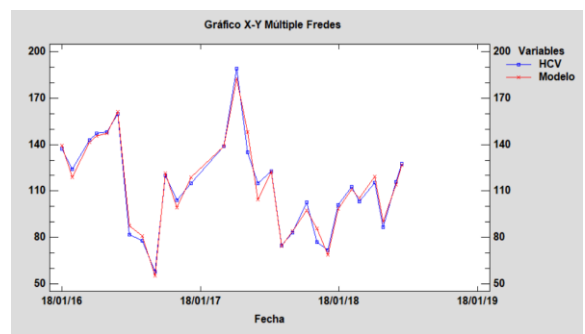 Gráfico X-Y Múltiple Fredes
200
170
140
110
80
50
200
170
140
110
80
50
Variables
HCV
Modelo
18/01/16 18/01/17 18/01/18 18/01/19
Fecha